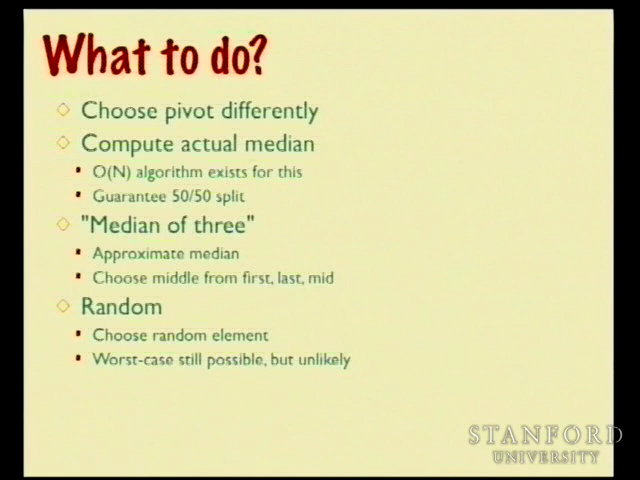 What to do?
Choose pivot differently
Compute actual median
O(N) algorithm exists for this
Guarantee 50/50 split
"Median of three"
Approximate median
Choose middle from first, last, mid
Random
Choose random element
Worst-case still possible, but unlikely
STANFORD
UNIVERSITY